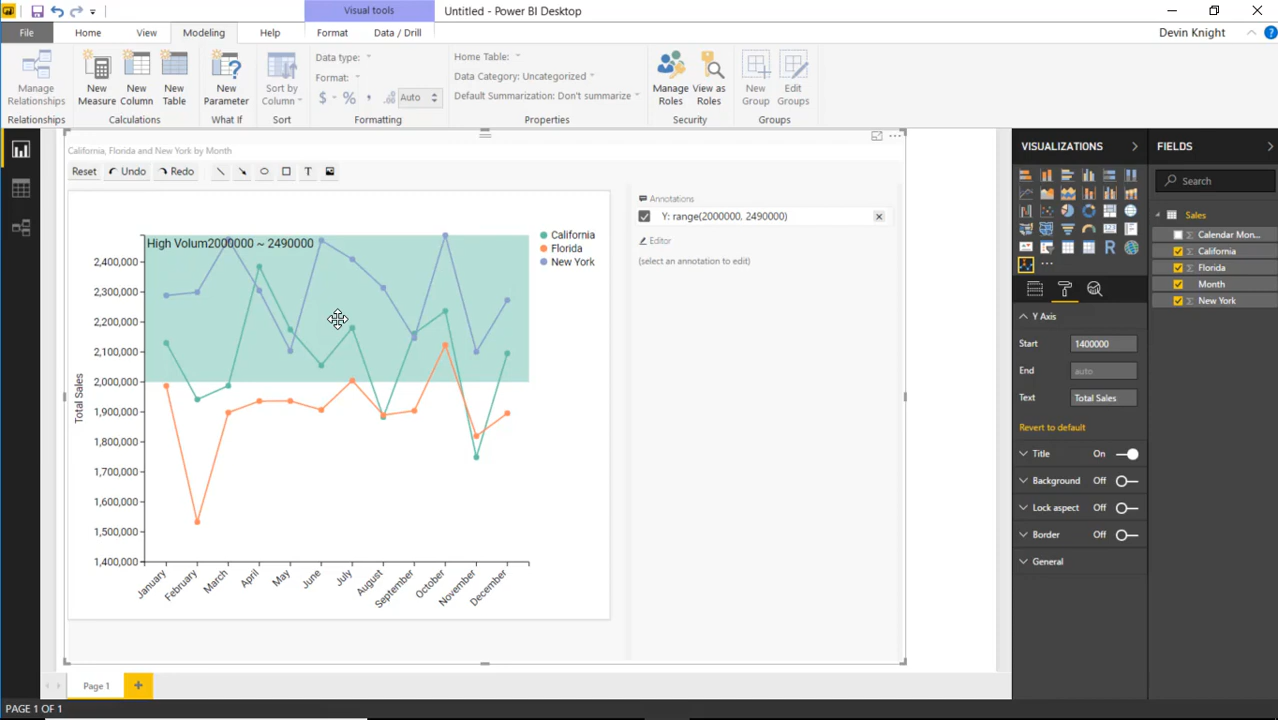 Visual tools
Untitled - Power BI Desktop
File
Home
View
Modeling
Help
Format
Data / Drill
Devin Knight
Manage
Relationships
Relationships
New
Measure
New
Column
New
Table
Calculations
New
Parameter
What If
Sort by
Column
Sort
Data type:
Format:
$ % , .00 Auto
Formatting
Home Table:
Data Category: Uncategorized
Default Summarization: Don't summarize
Properties
Manage
Roles
View as
Roles
Security
New
Group
Edit
Groups
Groups
California, Florida and New York by Month
Reset
Undo
Redo
T
Annotations
Y: range(2000000, 2490000)
Editor
(select an annotation to edit)
High Volum2000000 ~ 2490000
California
Florida
New York
2,400,000
2,300,000
2,200,000
2,100,000
2,000,000
1,900,000
1,800,000
1,700,000
1,600,000
1,500,000
1,400,000
Total Sales
January
February
March
April
May
June
July
August
September
October
November
December
VISUALIZATIONS
R
Y Axis
Start 1400000
End auto
Text Total Sales
Revert to default
Title On
Background Off
Lock aspect Off
Border Off
General
FIELDS
Search
Sales
Σ Calendar Mon...
Σ California
Σ Florida
Month
Σ New York
Page 1
PAGE 1 OF 1